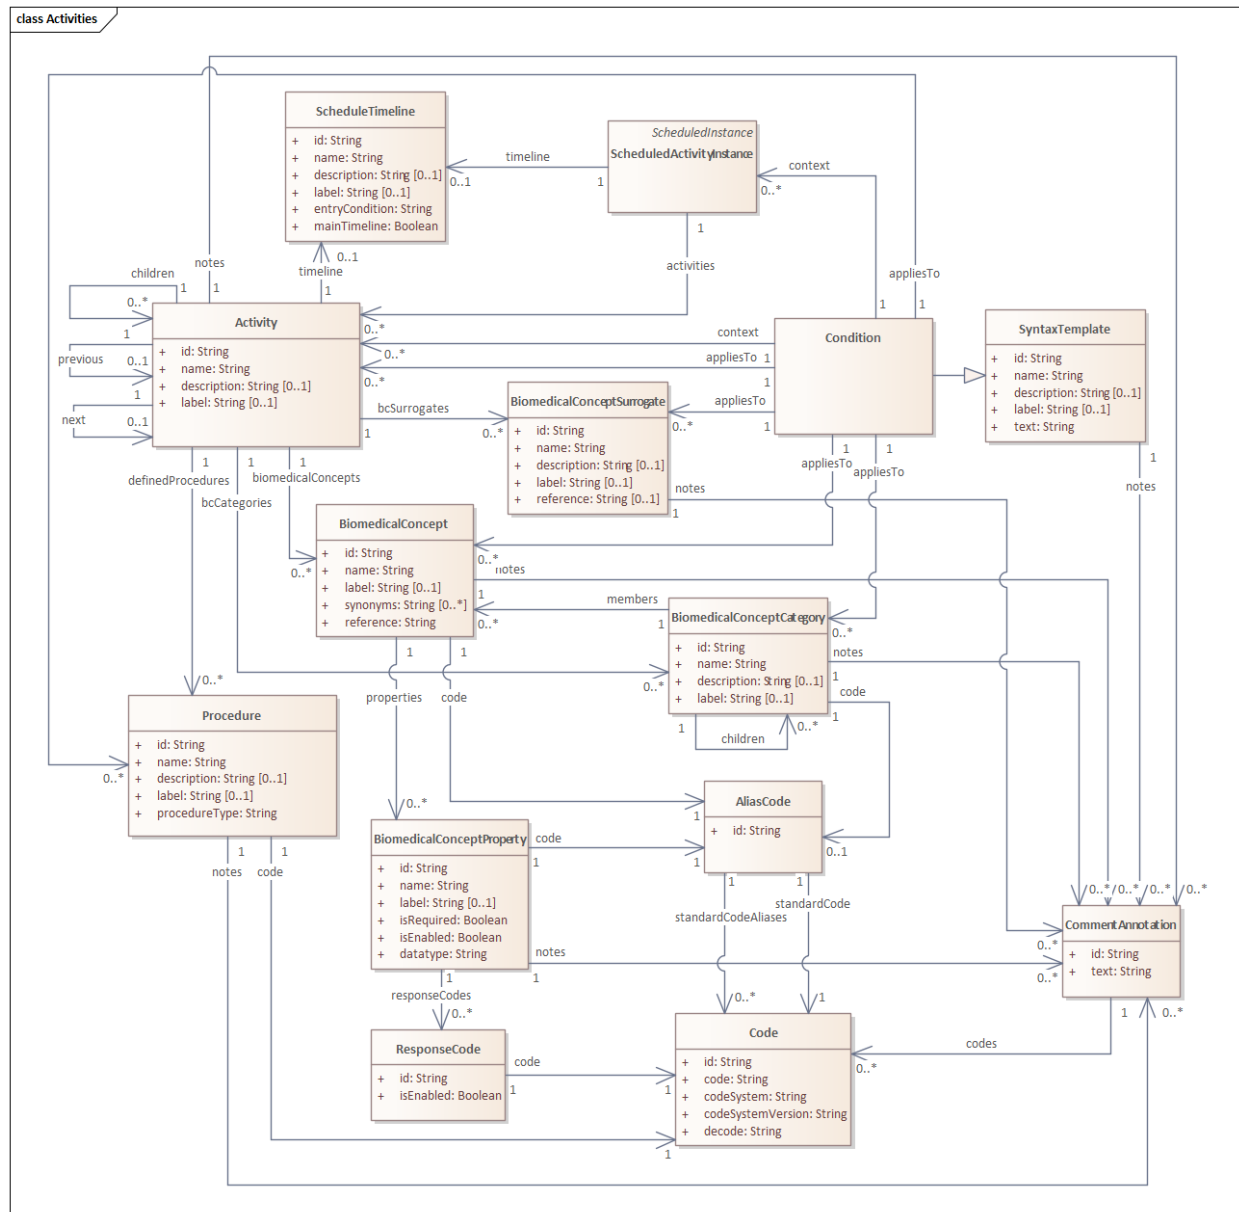 class Activities
ScheduleTimeline
+ id: String
+ name: String
+ description: String [0..1]
+ label: String [0..1]
+ entryCondition: String
+ mainTimeline: Boolean
ScheduledInstance
ScheduledActivityInstance
timeline
0..1
1
context
0..*
1
activities
appliesTo
1
1
notes
1
children
1
0..*
0..1
timeline
1
Activity
+ id: String
+ name: String
+ description: String [0..1]
+ label: String [0..1]
1
previous
0..1
1
next
0..1
0..*
context
0..*
1
appliesTo
0..*
1
Condition
SyntaxTemplate
+ id: String
+ name: String
+ description: String [0..1]
+ label: String [0..1]
+ text: String
1
notes
bcSurrogates
1
0..*
BiomedicalConceptSurrogate
+ id: String
+ name: String
+ description: String [0..1]
+ label: String [0..1]
+ reference: String [0..1]
appliesTo
0..*
1
1
appliesTo
1
appliesTo
notes
1
1
definedProcedures
1
bcCategories
1
biomedicalConcepts
0..*
BiomedicalConcept
+ id: String
+ name: String
+ label: String [0..1]
+ synonyms: String [0..*]
+ reference: String
0..*
notes
1
members
0..*
1
BiomedicalConceptCategory
+ id: String
+ name: String
+ description: String [0..1]
+ label: String [0..1]
0..*
0..*
notes
1
code
1
1
children
0..*
1
properties
1
code
0..*
Procedure
+ id: String
+ name: String
+ description: String [0..1]
+ label: String [0..1]
+ procedureType: String
0..*
1
notes
1
code
0..*
BiomedicalConceptProperty
+ id: String
+ name: String
+ label: String [0..1]
+ isRequired: Boolean
+ isEnabled: Boolean
+ datatype: String
code
1
1
1
AliasCode
+ id: String
0..1
1
standardCodeAliases
0..*
1
standardCode
1
notes
1
0..*
0..*
0..*
0..*
0..*
0..*
CommentAnnotation
+ id: String
+ text: String
1
0..*
codes
0..*
1
responseCodes
0..*
ResponseCode
+ id: String
+ isEnabled: Boolean
code
1
1
Code
+ id: String
+ code: String
+ codeSystem: String
+ codeSystemVersion: String
+ decode: String
1